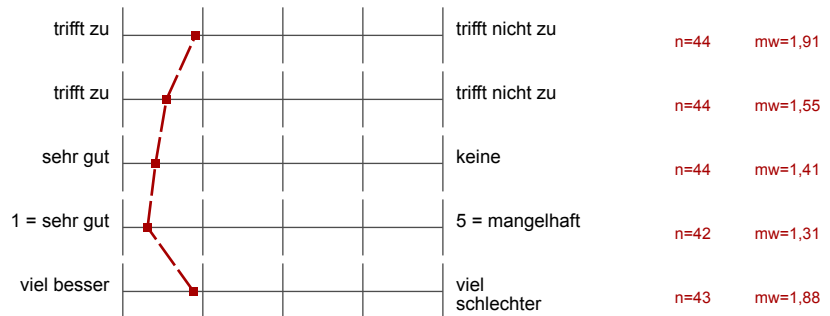 trifft zu trifft nicht zu n=44 mw=1,91
trifft zu trifft nicht zu n=44 mw=1,55
sehr gut keine n=44 mw=1,41
1 = sehr gut 5 = mangelhaft n=42 mw=1,31
viel besser viel
schlechter n=43 mw=1,88